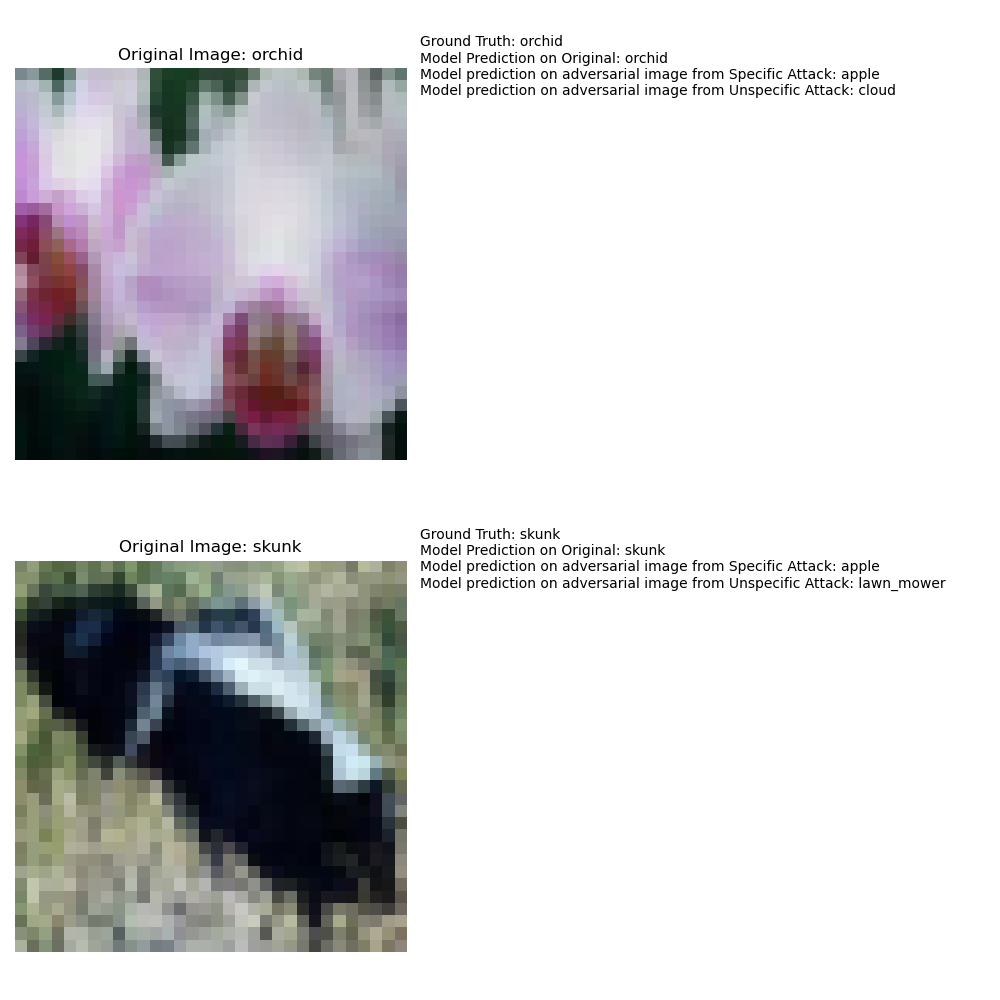 Original Image: orchid
Ground Truth: orchid
Model Prediction on Original: orchid
Model prediction on adversarial image from Specific Attack: apple
Model prediction on adversarial image from Unspecific Attack: cloud
Original Image: skunk
Ground Truth: skunk
Model Prediction on Original: skunk
Model prediction on adversarial image from Specific Attack: apple
Model prediction on adversarial image from Unspecific Attack: lawn_mower